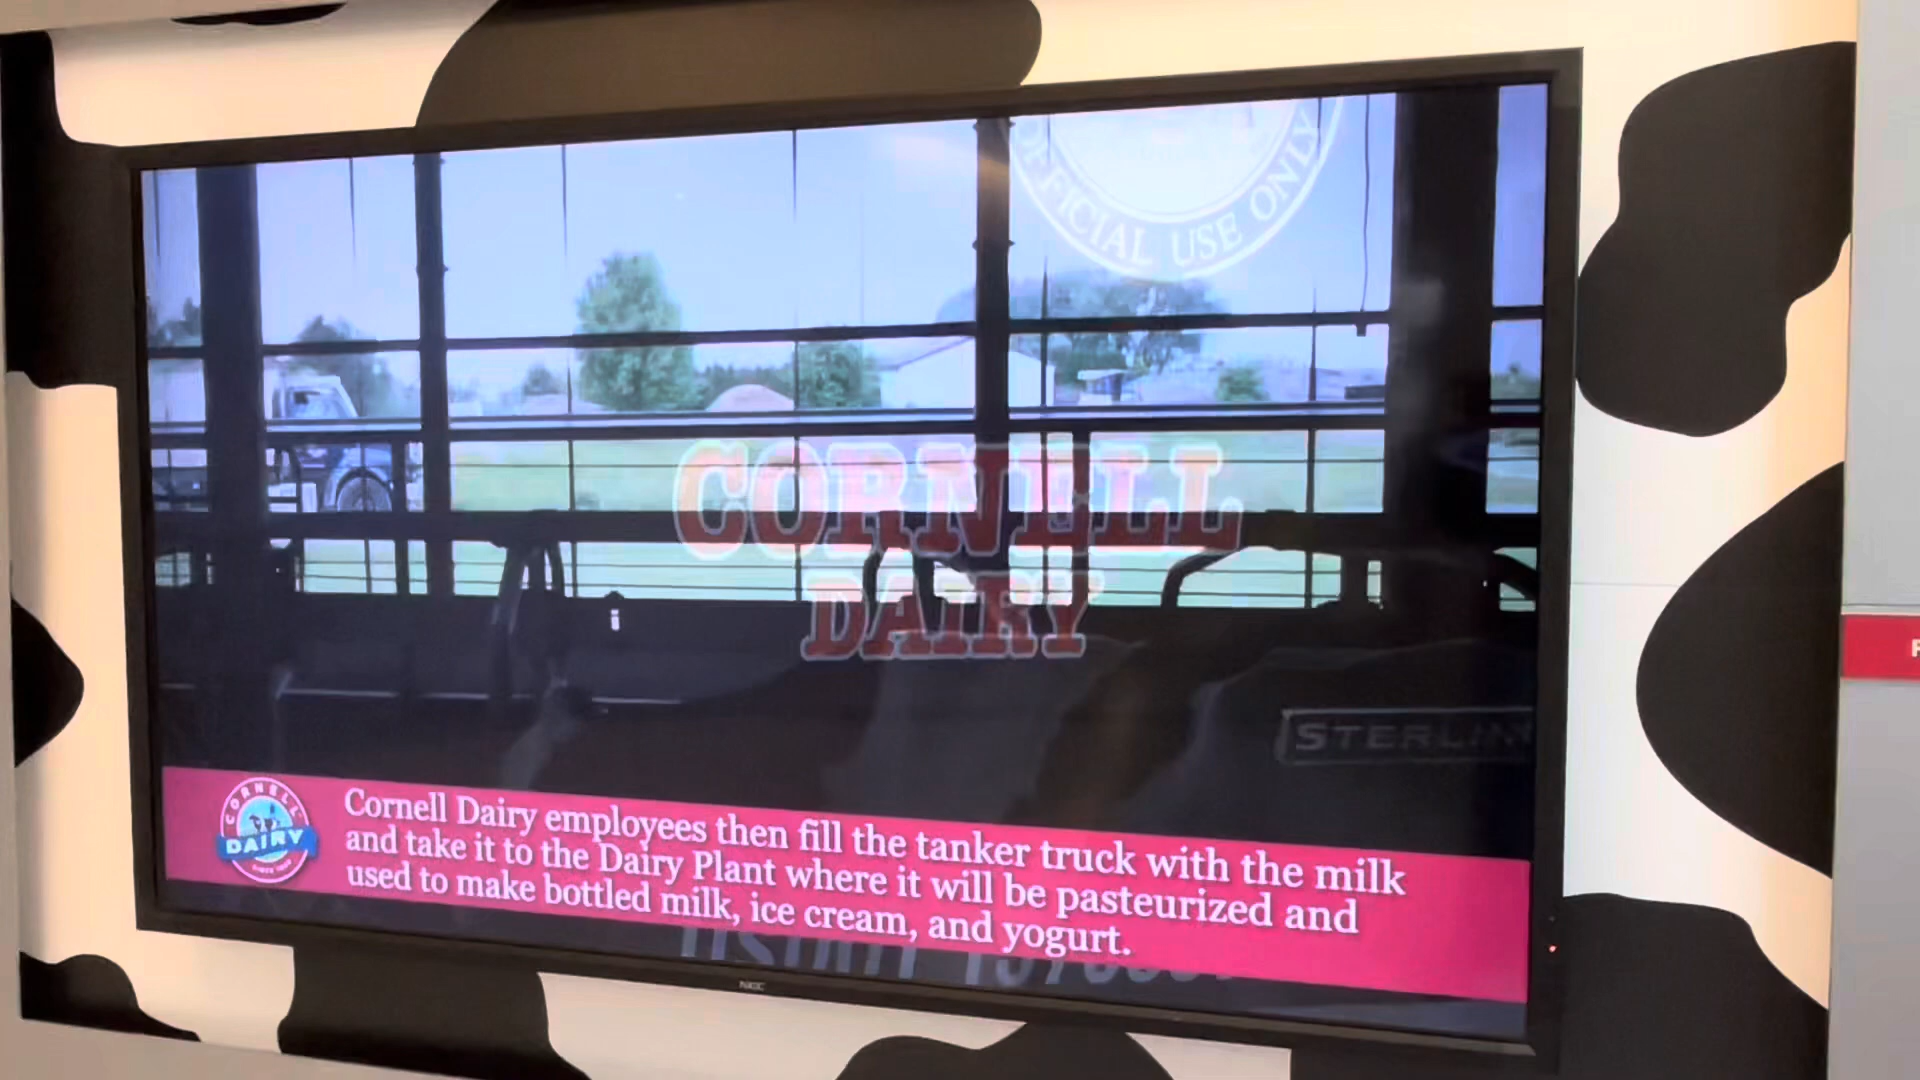 OFFICIAL USE ONLY
CORNELL
DAIRY
STERLIN
CORNELL
DAIRY
Cornell Dairy employees then fill the tanker truck with the milk
and take it to the Dairy Plant where it will be pasteurized and
used to make bottled milk, ice cream, and yogurt.
NEC